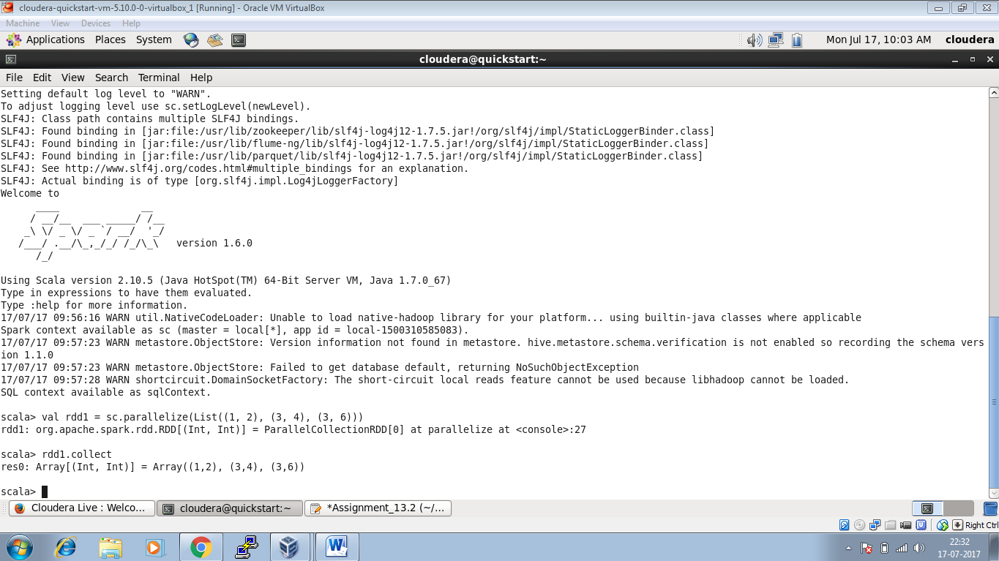 cloudera-quickstart-vm-5.10.0-0-virtualbox_1 [Running] - Oracle VM VirtualBox
Machine View Devices Help
Applications Places System Mon Jul 17, 10:03 AM cloudera
cloudera@quickstart:~
File Edit View Search Terminal Help
Setting default log level to "WARN".
To adjust logging level use sc.setLogLevel(newLevel).
SLF4J: Class path contains multiple SLF4J bindings.
SLF4J: Found binding in [jar:file:/usr/lib/zookeeper/lib/slf4j-log4j12-1.7.5.jar!/org/slf4j/impl/StaticLoggerBinder.class]
SLF4J: Found binding in [jar:file:/usr/lib/flume-ng/lib/slf4j-log4j12-1.7.5.jar!/org/slf4j/impl/StaticLoggerBinder.class]
SLF4J: Found binding in [jar:file:/usr/lib/parquet/lib/slf4j-log4j12-1.7.5.jar!/org/slf4j/impl/StaticLoggerBinder.class]
SLF4J: See http://www.slf4j.org/codes.html#multiple_bindings for an explanation.
SLF4J: Actual binding is of type [org.slf4j.impl.Log4jLoggerFactory]
Welcome to
      ____              __
     / __/__  ___ _____/ /__
    _\ \/ _ \/ _ `/ __/  '_/
   /___/ .__/\_,_/_/ /_/\_\   version 1.6.0
      /_/
Using Scala version 2.10.5 (Java HotSpot(TM) 64-Bit Server VM, Java 1.7.0_67)
Type in expressions to have them evaluated.
Type :help for more information.
17/07/17 09:56:16 WARN util.NativeCodeLoader: Unable to load native-hadoop library for your platform... using builtin-java classes where applicable
Spark context available as sc (master = local[*], app id = local-1500310585083).
17/07/17 09:57:23 WARN metastore.ObjectStore: Version information not found in metastore. hive.metastore.schema.verification is not enabled so recording the schema vers
ion 1.1.0
17/07/17 09:57:23 WARN metastore.ObjectStore: Failed to get database default, returning NoSuchObjectException
17/07/17 09:57:28 WARN shortcircuit.DomainSocketFactory: The short-circuit local reads feature cannot be used because libhadoop cannot be loaded.
SQL context available as sqlContext.
scala> val rdd1 = sc.parallelize(List((1, 2), (3, 4), (3, 6)))
rdd1: org.apache.spark.rdd.RDD[(Int, Int)] = ParallelCollectionRDD[0] at parallelize at <console>:27
scala> rdd1.collect
res0: Array[(Int, Int)] = Array((1,2), (3,4), (3,6))
scala>
Cloudera Live : Welco... cloudera@quickstart:~ *Assignment_13.2 (~/...
Right Ctrl
22:32
17-07-2017